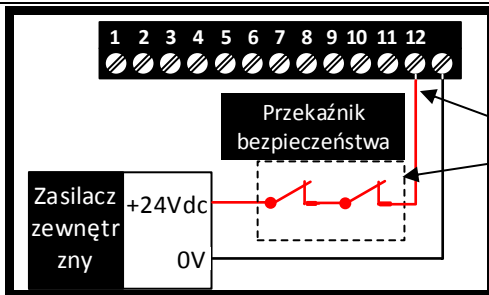 1 2 3 4 5 6 7 8 9 10 11 12
Przekaźnik
bezpieczeństwa
Zasilacz
zewnętr
zny
+24Vdc
0V